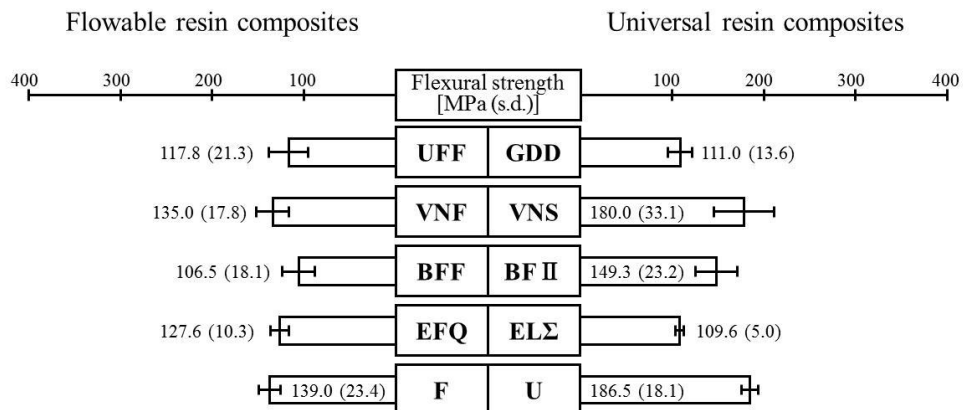 Flowable resin composites Universal resin composites
400 300 200 100 Flexural strength 100 200 300 400
[MPa (s.d.)]
117.8 (21.3) UFF GDD 111.0 (13.6)
135.0 (17.8) VNF VNS 180.0 (33.1)
106.5 (18.1) BFF BF Ⅱ 149.3 (23.2)
127.6 (10.3) EFQ ELΣ 109.6 (5.0)
139.0 (23.4) F U 186.5 (18.1)